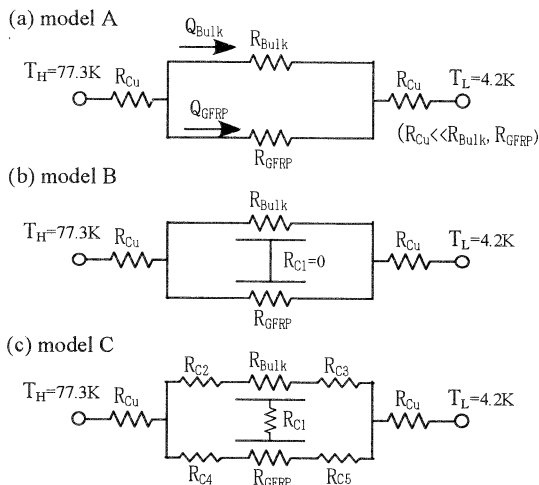 (a) model A
Q_Bulk R_Bulk
T_H=77.3K R_Cu R_Cu T_L=4.2K
Q_GFRP (R_Cu<<R_Bulk, R_GFRP)
R_GFRP
(b) model B
R_Bulk
T_H=77.3K R_Cu R_C1=0 R_Cu T_L=4.2K
R_GFRP
(c) model C
R_C2 R_Bulk R_C3
T_H=77.3K R_Cu R_C1 R_Cu T_L=4.2K
R_C4 R_GFRP R_C5